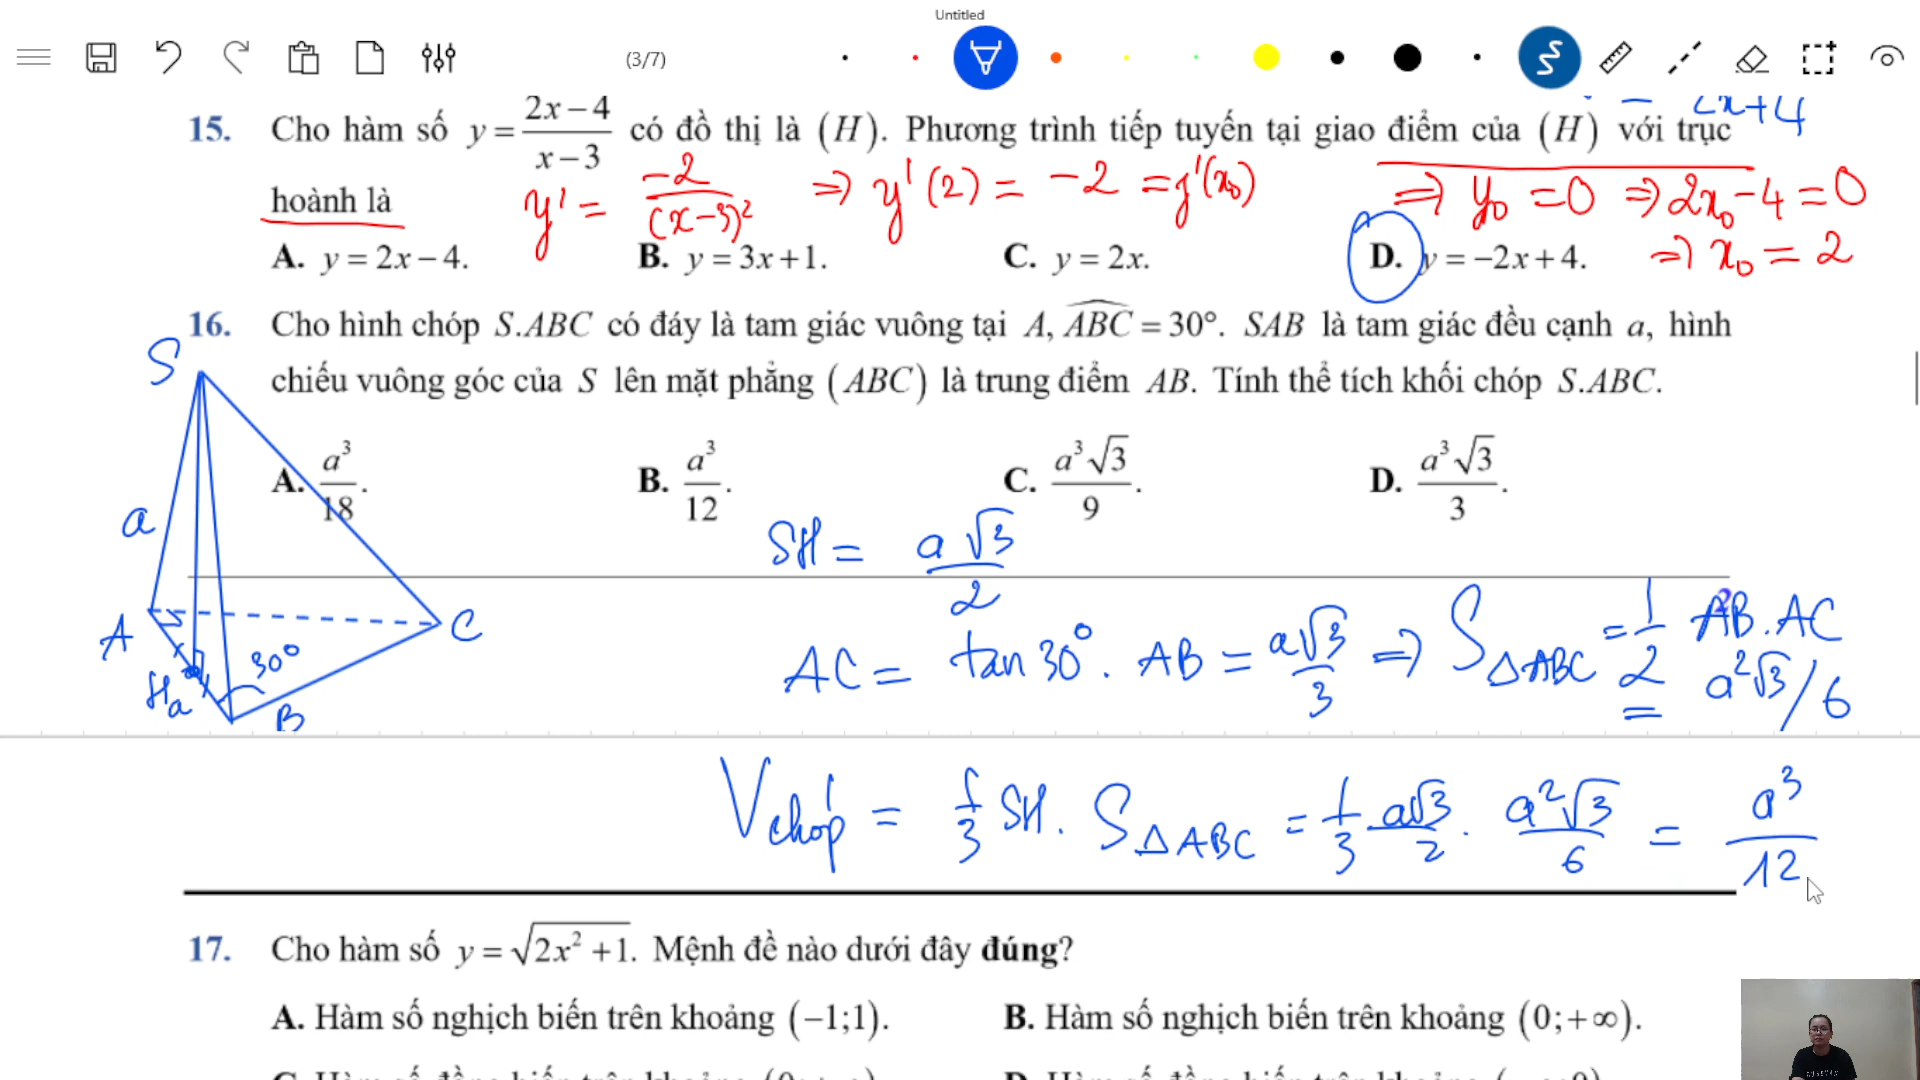 Untitled
(3/7)
= 2x+4
15. Cho hàm số y = (2x − 4)/(x − 3) có đồ thị là (H). Phương trình tiếp tuyến tại giao điểm của (H) với trục
hoành là
y' = −2/(x−3)² ⇒ y'(2) = −2 = y'(x₀) ⇒ y₀ = 0 ⇒ 2x₀ − 4 = 0
⇒ x₀ = 2
A. y = 2x − 4. B. y = 3x + 1. C. y = 2x. D. y = −2x + 4.
16. Cho hình chóp S.ABC có đáy là tam giác vuông tại A, ABC = 30°. SAB là tam giác đều cạnh a, hình
chiếu vuông góc của S lên mặt phẳng (ABC) là trung điểm AB. Tính thể tích khối chóp S.ABC.
A. a³/18. B. a³/12. C. a³√3/9. D. a³√3/3.
S
a
A
C
30°
H
a
B
SH = a√3/2
AC = tan 30°. AB = a√3/3 ⇒ S△ABC = 1/2 AB.AC
= a²√3/6
Vchóp = 1/3 SH. S△ABC = 1/3 . a√3/2 . a²√3/6 = a³/12
17. Cho hàm số y = √(2x² + 1). Mệnh đề nào dưới đây đúng?
A. Hàm số nghịch biến trên khoảng (−1;1). B. Hàm số nghịch biến trên khoảng (0;+∞).